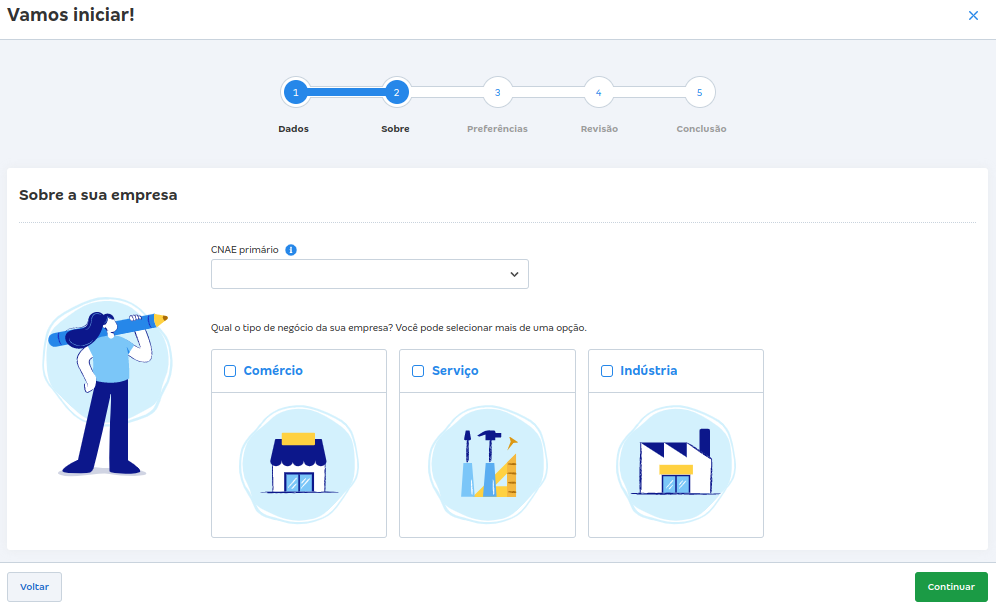 Vamos iniciar!
1
2
3
4
5
Dados
Sobre
Preferências
Revisão
Conclusão
Sobre a sua empresa
CNAE primário
Qual o tipo de negócio da sua empresa? Você pode selecionar mais de uma opção.
Comércio
Serviço
Indústria
Voltar
Continuar